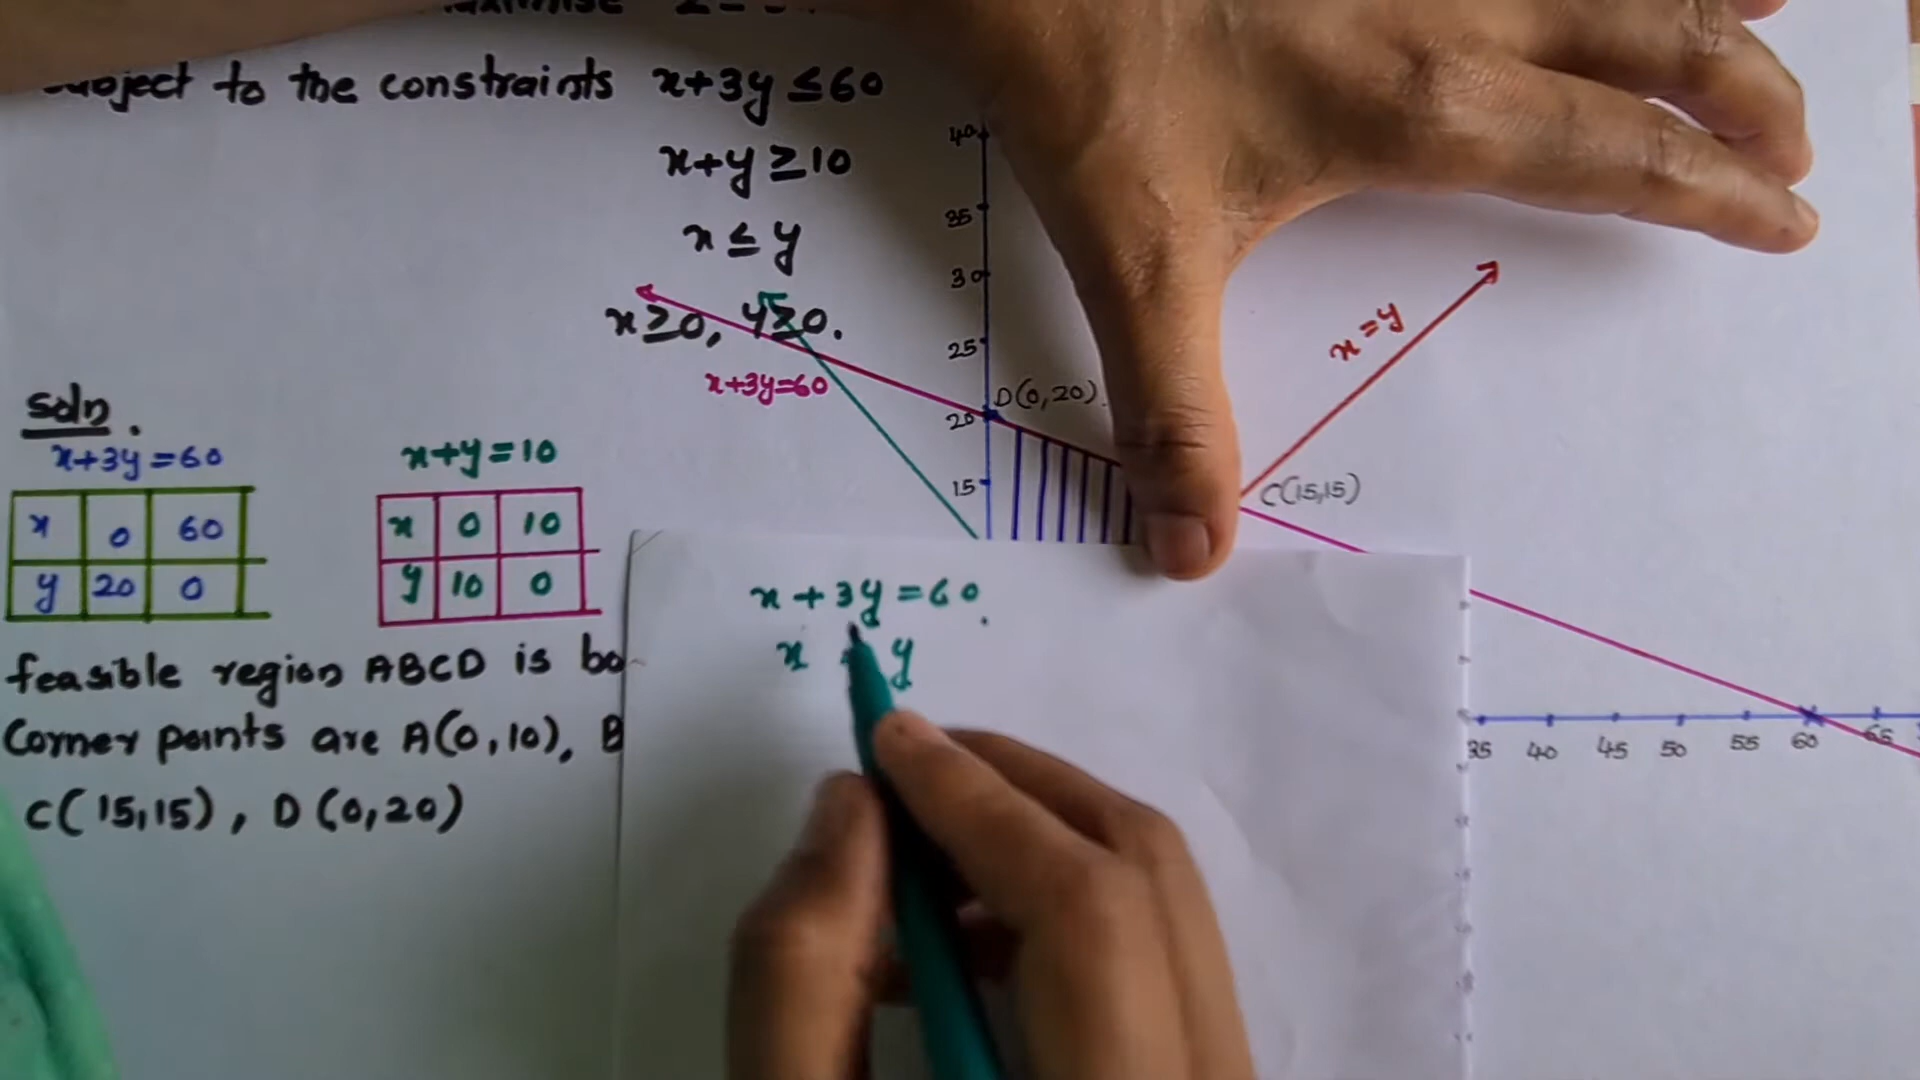 subject to the constraints x+3y ≤60
x+y ≥10
x ≤ y
x ≥0, y≥0.
Soln.
x+3y=60
x 0 60
y 20 0
x+y=10
x 0 10
y 10 0
feasible region ABCD is
Corner points are A(0,10), B
C(15,15), D(0,20)
40
35
30
25
20
15
D(0,20).
x+3y=60
x=y
C(15,15)
35 40 45 50 55 60 65
x+3y=60.
x = y